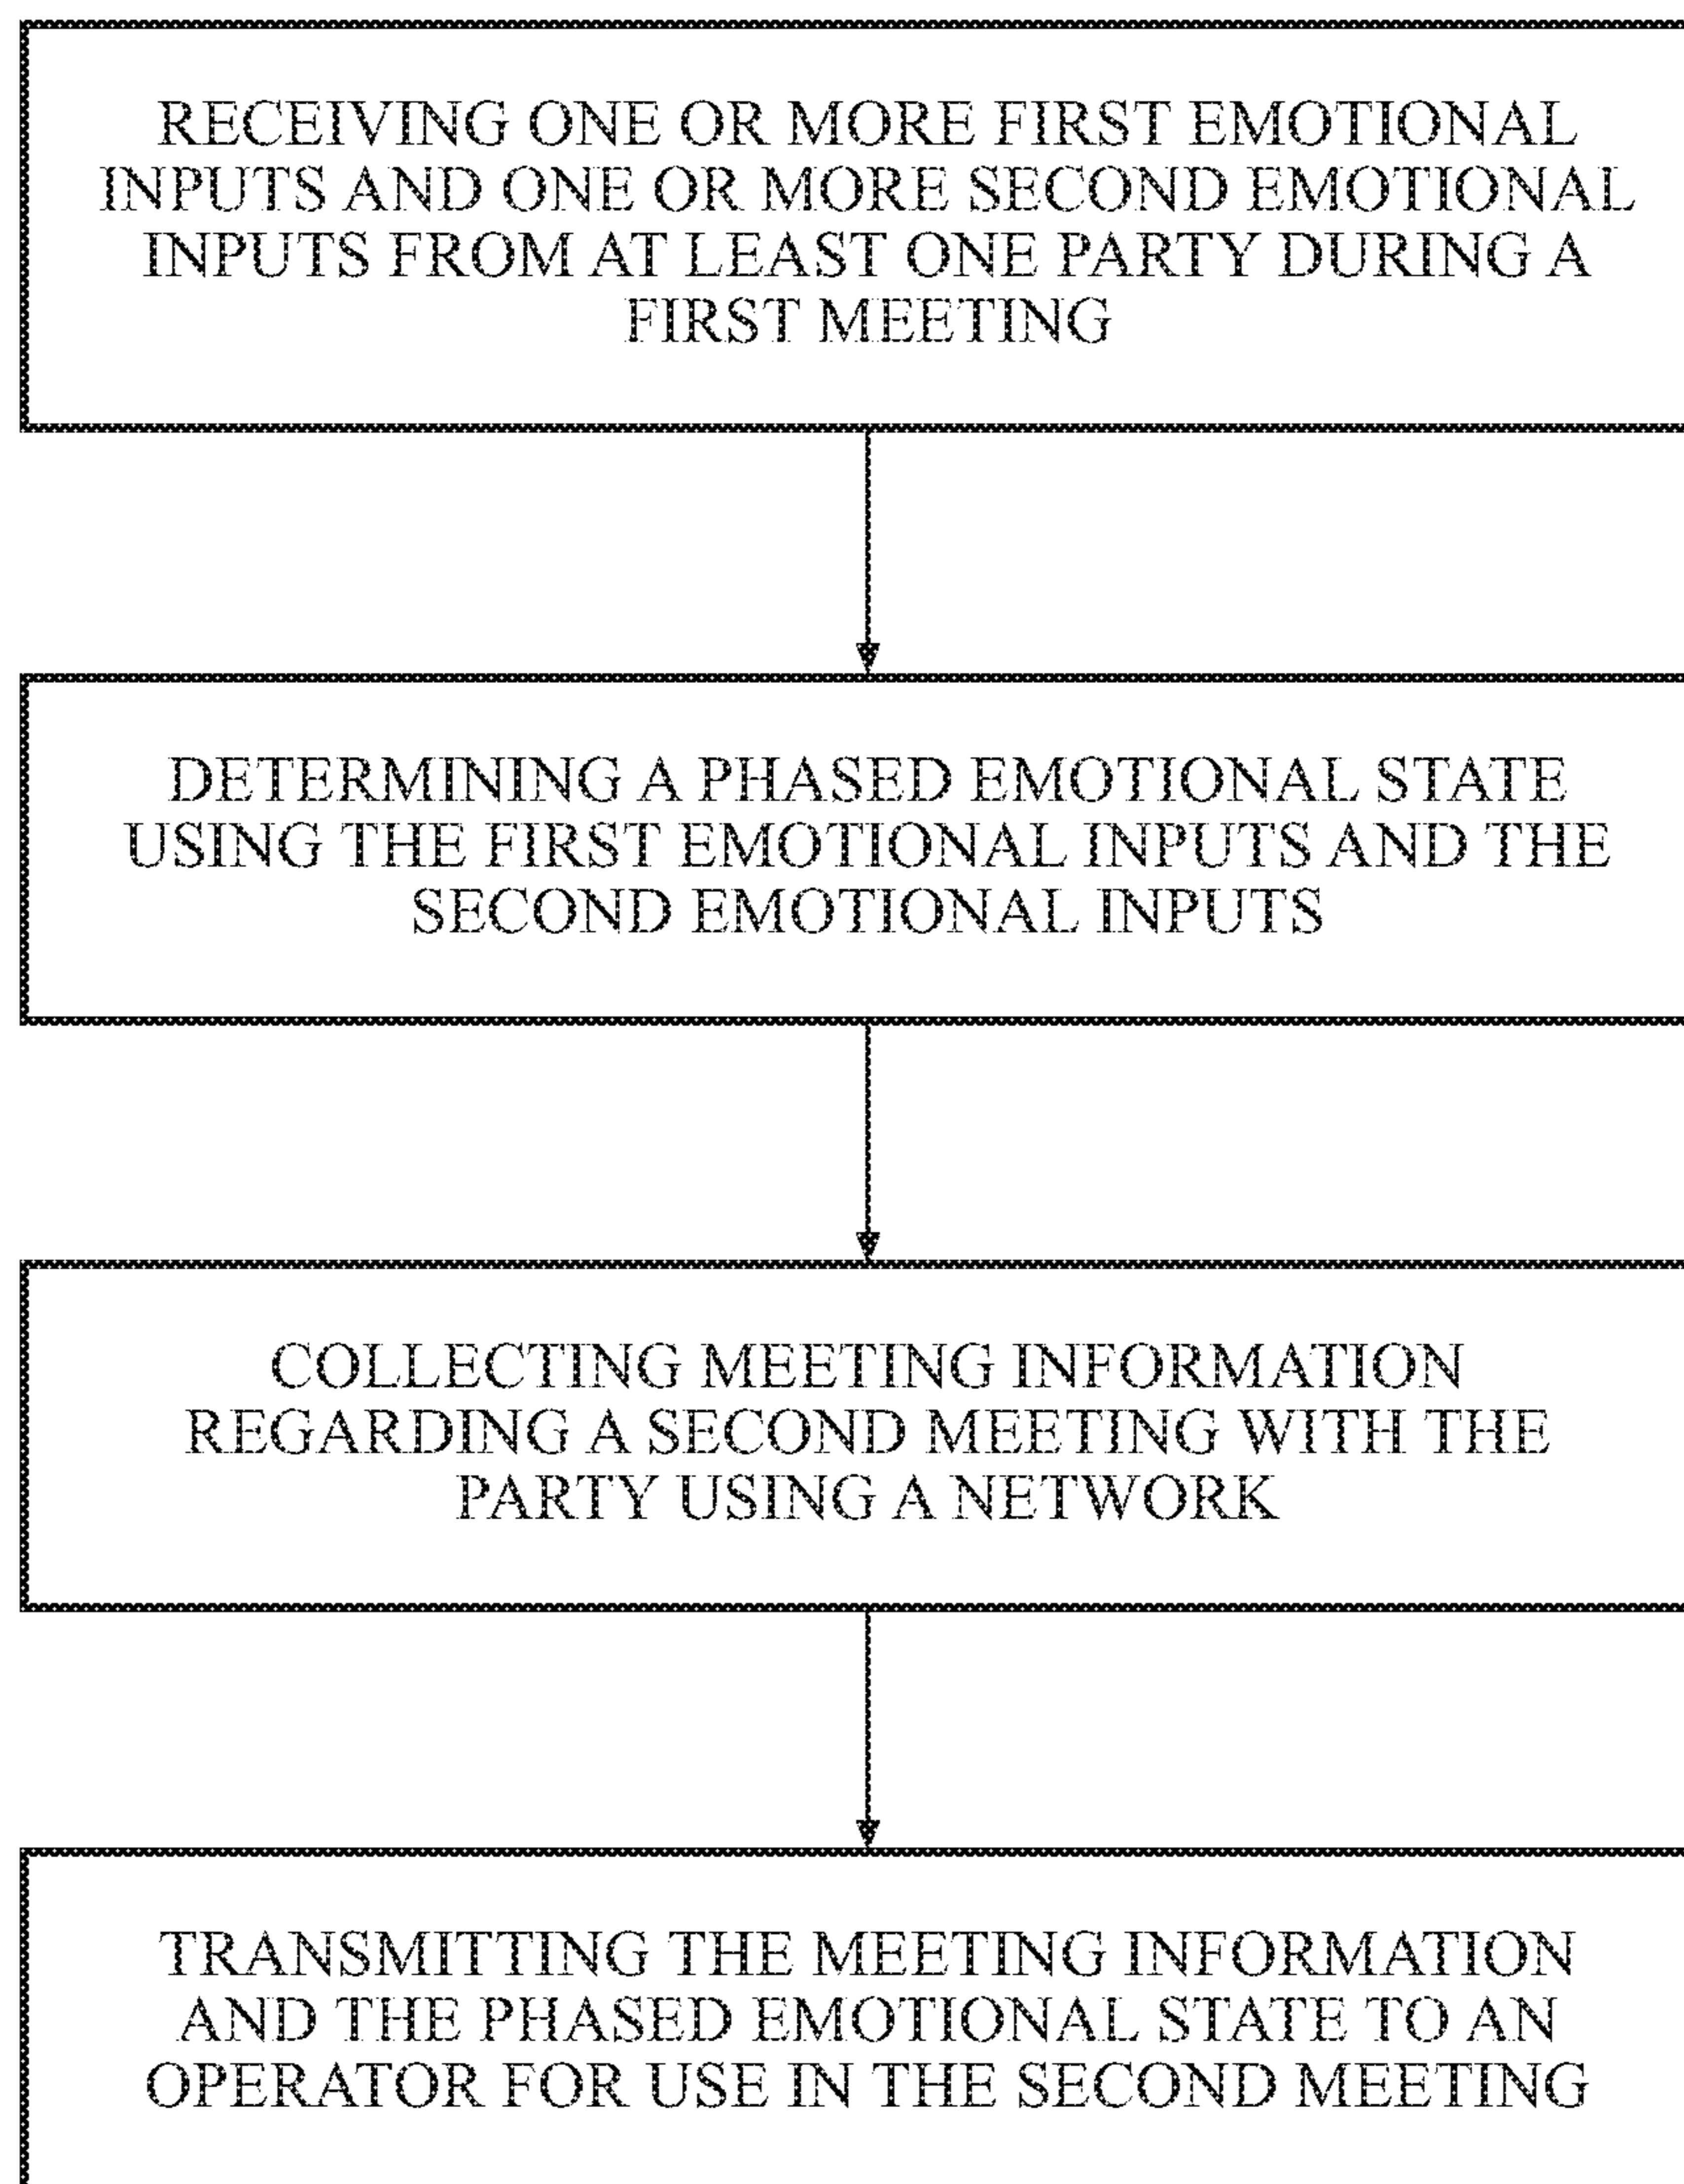 RECEIVING ONE OR MORE FIRST EMOTIONAL
INPUTS AND ONE OR MORE SECOND EMOTIONAL
INPUTS FROM AT LEAST ONE PARTY DURING A
FIRST MEETING
DETERMINING A PHASED EMOTIONAL STATE
USING THE FIRST EMOTIONAL INPUTS AND THE
SECOND EMOTIONAL INPUTS
COLLECTING MEETING INFORMATION
REGARDING A SECOND MEETING WITH THE
PARTY USING A NETWORK
TRANSMITTING THE MEETING INFORMATION
AND THE PHASED EMOTIONAL STATE TO AN
OPERATOR FOR USE IN THE SECOND MEETING